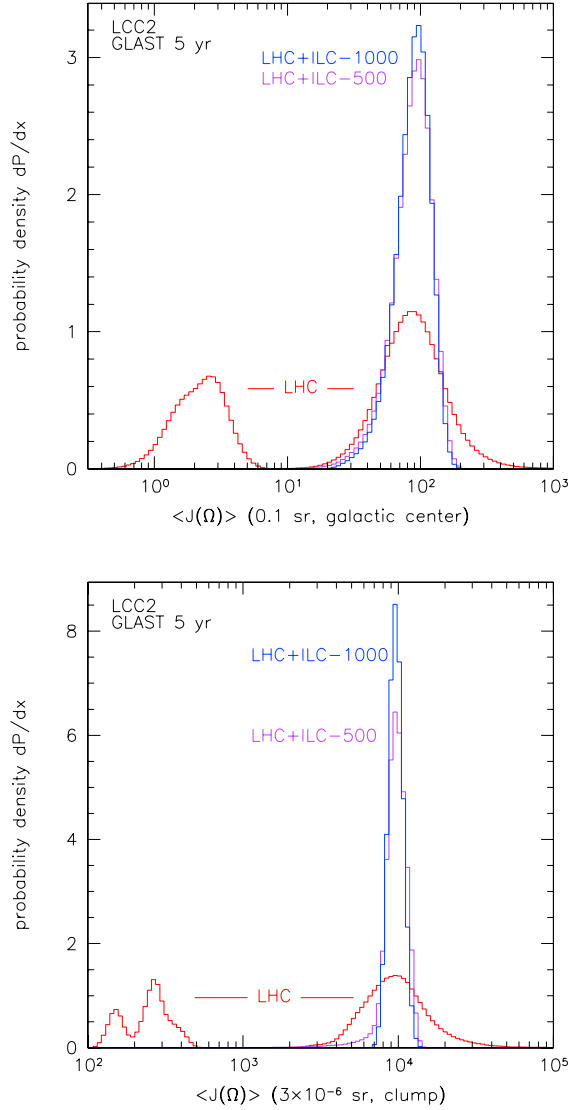 LCC2
GLAST 5 yr
LHC+ILC−1000
LHC+ILC−500
LHC
probability density dP/dx
3
2
1
0
10⁰
10¹
10²
10³
<J(Ω)> (0.1 sr, galactic center)
LCC2
GLAST 5 yr
LHC+ILC−1000
LHC+ILC−500
LHC
probability density dP/dx
8
6
4
2
0
10²
10³
10⁴
10⁵
<J(Ω)> (3×10⁻⁶ sr, clump)